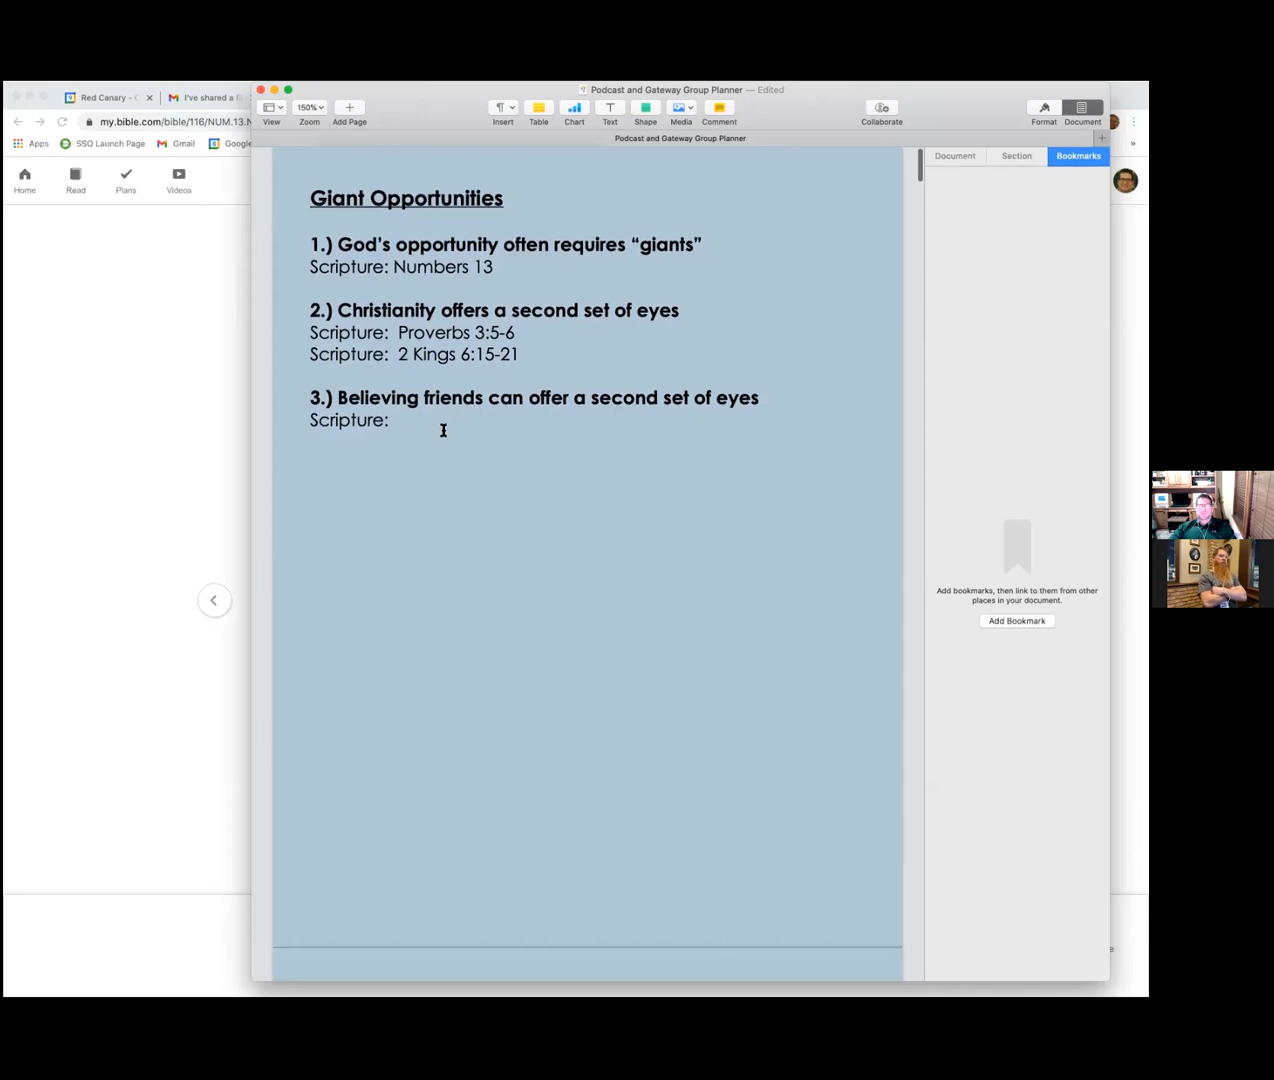 Podcast and Gateway Group Planner — Edited
Red Canary -
I've shared a
150%
View
Zoom
Add Page
Insert
Table
Chart
Text
Shape
Media
Comment
Collaborate
Format
Document
my.bible.com/bible/116/NUM.13.N
Podcast and Gateway Group Planner
Apps
SSO Launch Page
Gmail
Google
»
Document
Section
Bookmarks
Home
Read
Plans
Videos
Giant Opportunities
1.) God’s opportunity often requires “giants”
Scripture: Numbers 13
2.) Christianity offers a second set of eyes
Scripture:  Proverbs 3:5-6
Scripture:  2 Kings 6:15-21
3.) Believing friends can offer a second set of eyes
Scripture:
Add bookmarks, then link to them from other
places in your document.
Add Bookmark